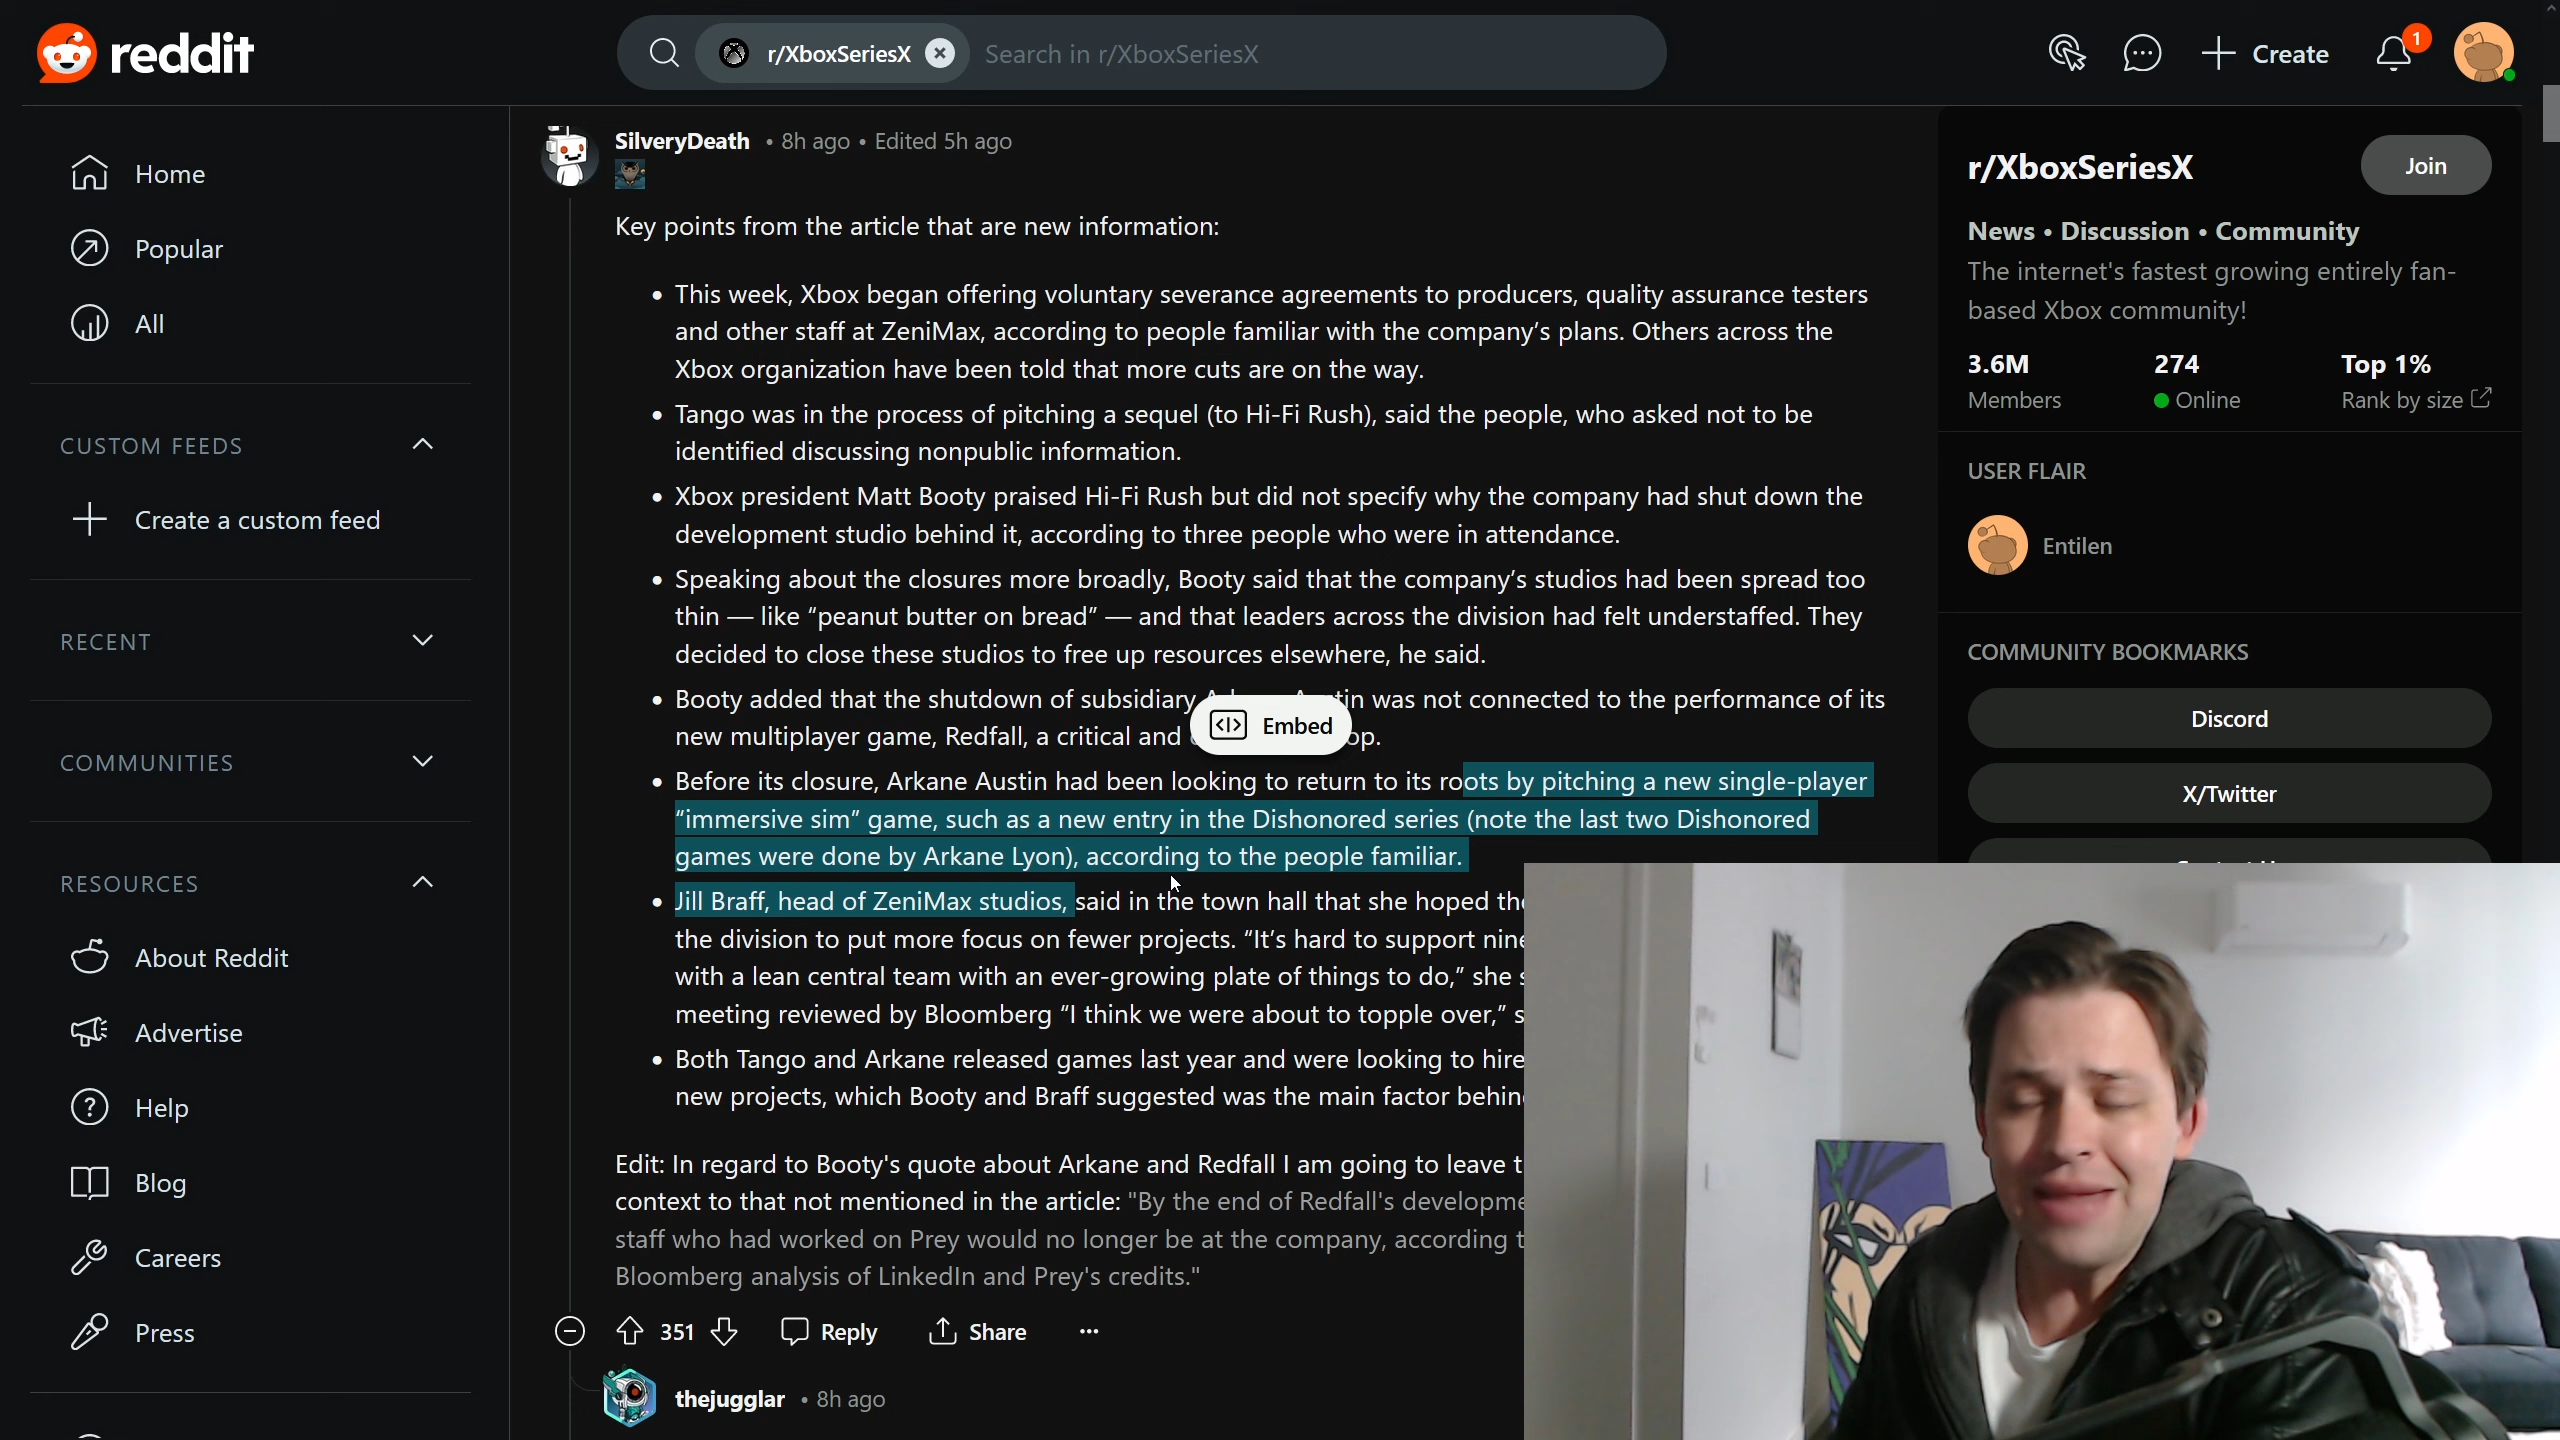 reddit
r/XboxSeriesX
Search in r/XboxSeriesX
Create
1
Home
Popular
All
CUSTOM FEEDS
Create a custom feed
RECENT
COMMUNITIES
RESOURCES
About Reddit
Advertise
Help
Blog
Careers
Press
SilveryDeath • 8h ago • Edited 5h ago
Key points from the article that are new information:
• This week, Xbox began offering voluntary severance agreements to producers, quality assurance testers
and other staff at ZeniMax, according to people familiar with the company’s plans. Others across the
Xbox organization have been told that more cuts are on the way.
• Tango was in the process of pitching a sequel (to Hi-Fi Rush), said the people, who asked not to be
identified discussing nonpublic information.
• Xbox president Matt Booty praised Hi-Fi Rush but did not specify why the company had shut down the
development studio behind it, according to three people who were in attendance.
• Speaking about the closures more broadly, Booty said that the company’s studios had been spread too
thin — like “peanut butter on bread” — and that leaders across the division had felt understaffed. They
decided to close these studios to free up resources elsewhere, he said.
• Booty added that the shutdown of subsidiary was not connected to the performance of its
new multiplayer game, Redfall, a critical and
Embed
• Before its closure, Arkane Austin had been looking to return to its roots by pitching a new single-player
“immersive sim” game, such as a new entry in the Dishonored series (note the last two Dishonored
games were done by Arkane Lyon), according to the people familiar.
• Jill Braff, head of ZeniMax studios, said in the town hall that she hoped
the division to put more focus on fewer projects. “It’s hard to support nine
with a lean central team with an ever-growing plate of things to do,” she
meeting reviewed by Bloomberg “I think we were about to topple over,”
• Both Tango and Arkane released games last year and were looking to hire
new projects, which Booty and Braff suggested was the main factor
Edit: In regard to Booty's quote about Arkane and Redfall I am going to leave
context to that not mentioned in the article: "By the end of Redfall's
staff who had worked on Prey would no longer be at the company, according
Bloomberg analysis of LinkedIn and Prey's credits."
351
Reply
Share
thejugglar • 8h ago
r/XboxSeriesX
Join
News • Discussion • Community
The internet's fastest growing entirely fan-
based Xbox community!
3.6M 274 Top 1%
Members Online Rank by size
USER FLAIR
Entilen
COMMUNITY BOOKMARKS
Discord
X/Twitter